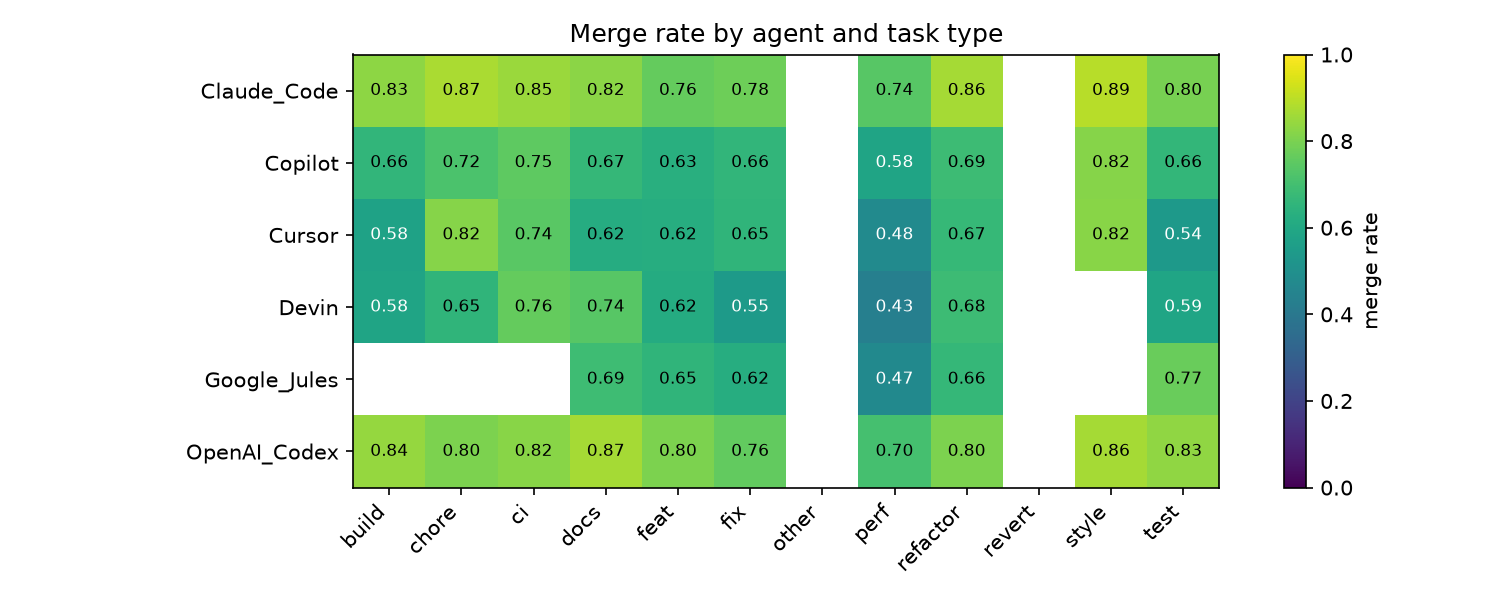 Merge rate by agent and task type
Claude_Code 0.83 0.87 0.85 0.82 0.76 0.78 0.74 0.86 0.89 0.80
Copilot 0.66 0.72 0.75 0.67 0.63 0.66 0.58 0.69 0.82 0.66
Cursor 0.58 0.82 0.74 0.62 0.62 0.65 0.48 0.67 0.82 0.54
Devin 0.58 0.65 0.76 0.74 0.62 0.55 0.43 0.68 0.59
Google_Jules 0.69 0.65 0.62 0.47 0.66 0.77
OpenAI_Codex 0.84 0.80 0.82 0.87 0.80 0.76 0.70 0.80 0.86 0.83
build chore ci docs feat fix other perf refactor revert style test
1.0
0.8
0.6
0.4
0.2
0.0
merge rate